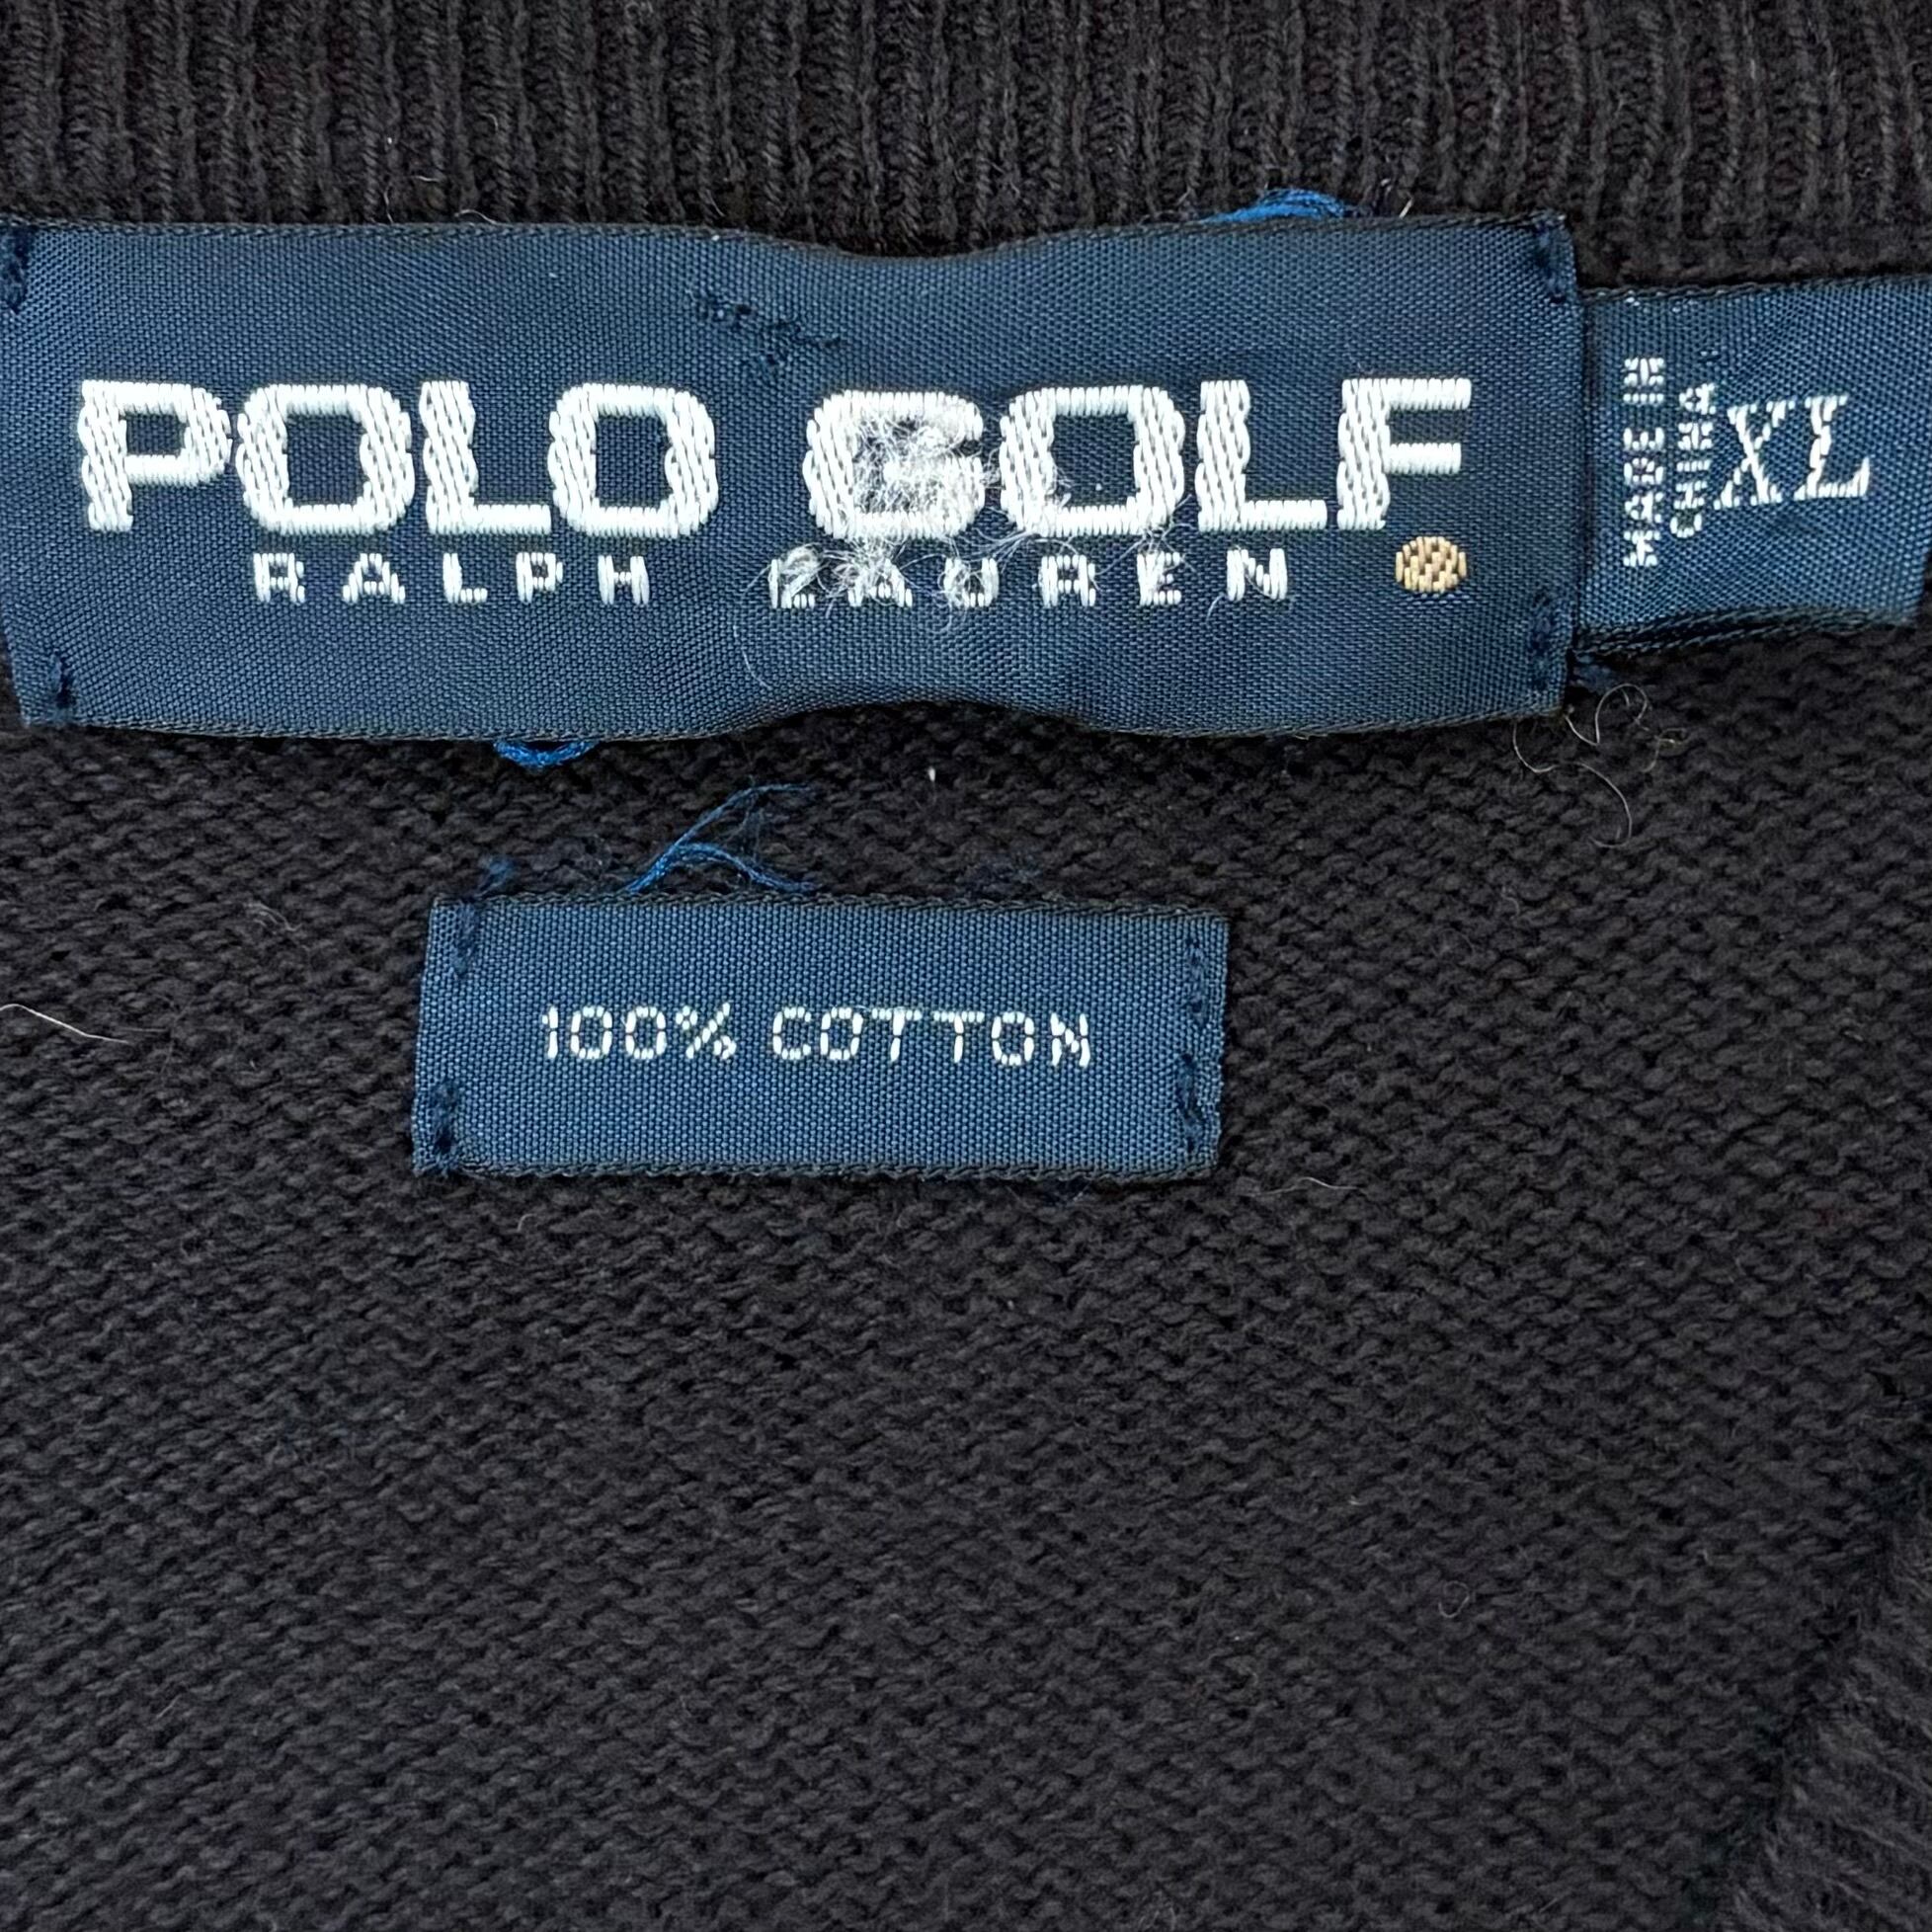 POLO GOLF
RALPH LAUREN
MADE IN
CHINA
XL
100% COTTON